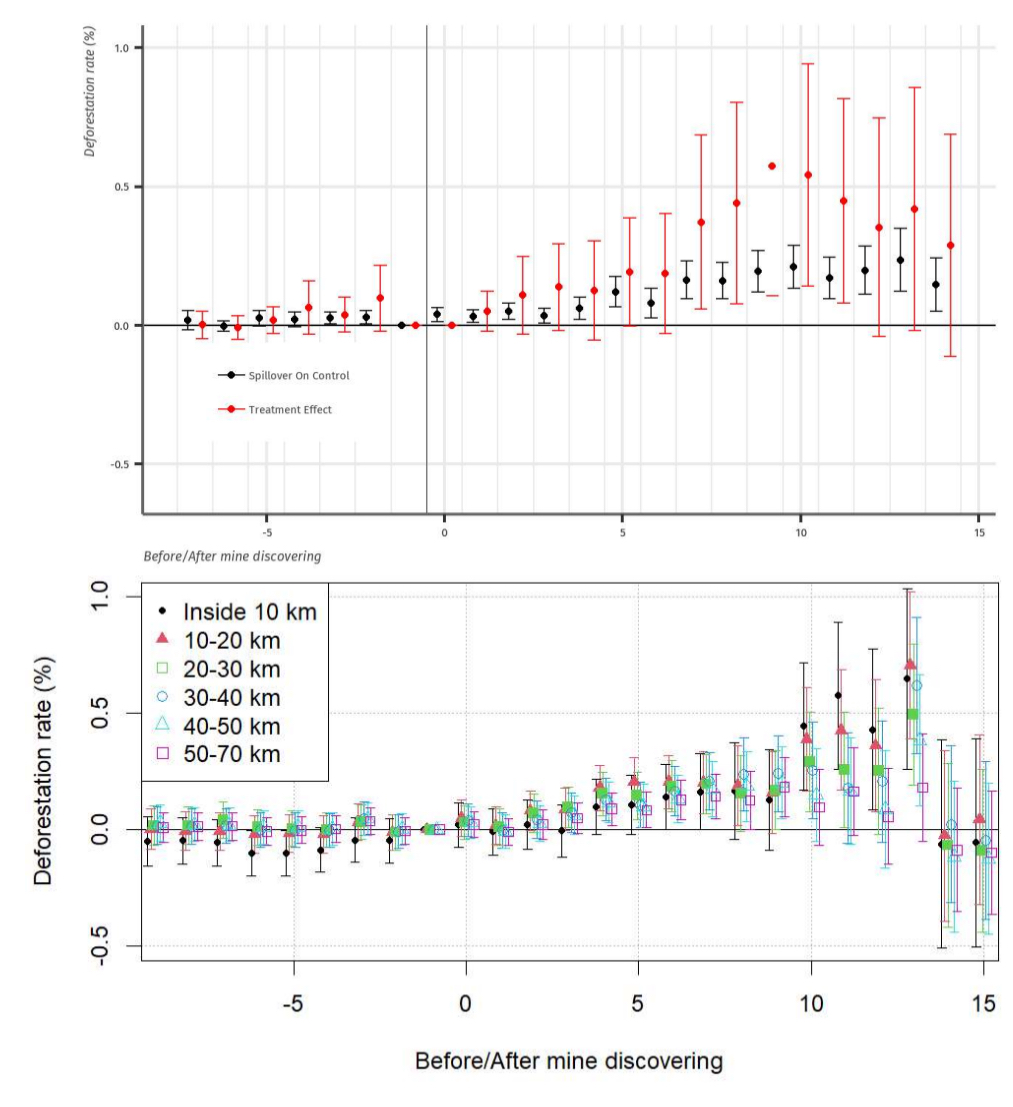 Deforestation rate (%)
1.0
0.5
0.0
-0.5
Spillover On Control
Treatment Effect
-5
0
5
10
15
Before/After mine discovering
Deforestation rate (%)
1.0
0.5
0.0
-0.5
Inside 10 km
10-20 km
20-30 km
30-40 km
40-50 km
50-70 km
-5
0
5
10
15
Before/After mine discovering